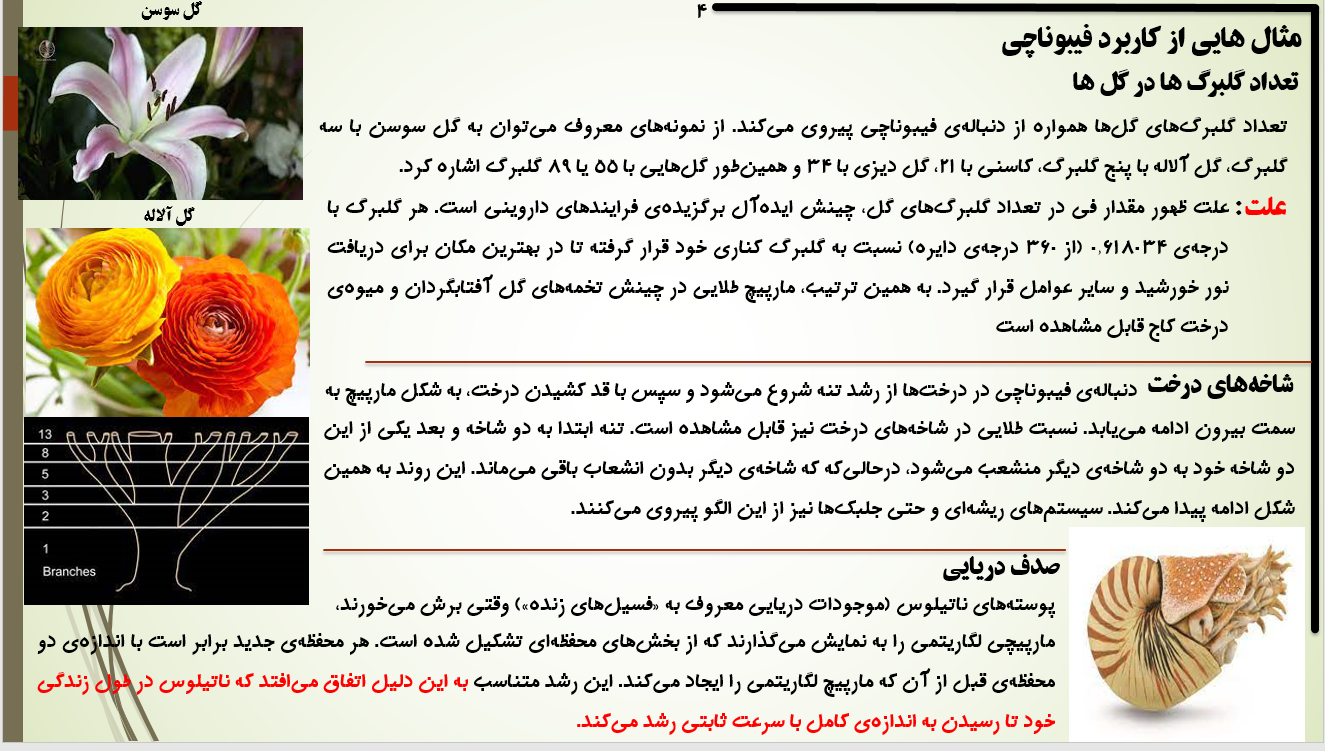 ۴
مثال هایی از کاربرد فیبوناچی
تعداد گلبرگ ها در گل ها
تعداد گلبرگ‌های گل‌ها همواره از دنباله‌ی فیبوناچی پیروی می‌کند. از نمونه‌های معروف می‌توان به گل سوسن با سه
گلبرگ، گل آلاله با پنج گلبرگ، کاسنی با ۲۱، گل دیزی با ۳۴ و همین‌طور گل‌هایی با ۵۵ یا ۸۹ گلبرگ اشاره کرد.
علت: علت ظهور مقدار فی در تعداد گلبرگ‌های گل، چینش ایده‌آل برگزیده‌ی فرایندهای داروینی است. هر گلبرگ با
درجه‌ی ۰,۶۱۸۰۳۴ (از ۳۶۰ درجه‌ی دایره) نسبت به گلبرگ کناری خود قرار گرفته تا در بهترین مکان برای دریافت
نور خورشید و سایر عوامل قرار گیرد. به همین ترتیب، مارپیچ طلایی در چینش تخمه‌های گل آفتابگردان و میوه‌ی
درخت کاج قابل مشاهده است
شاخه‌های درخت دنباله‌ی فیبوناچی در درخت‌ها از رشد تنه شروع می‌شود و سپس با قد کشیدن درخت، به شکل مارپیچ به
سمت بیرون ادامه می‌یابد. نسبت طلایی در شاخه‌های درخت نیز قابل مشاهده است. تنه ابتدا به دو شاخه و بعد یکی از این
دو شاخه خود به دو شاخه‌ی دیگر منشعب می‌شود، درحالی‌که که شاخه‌ی دیگر بدون انشعاب باقی می‌ماند. این روند به همین
شکل ادامه پیدا می‌کند. سیستم‌های ریشه‌ای و حتی جلبک‌ها نیز از این الگو پیروی می‌کنند.
صدف دریایی
پوسته‌های ناتیلوس (موجودات دریایی معروف به «فسیل‌های زنده») وقتی برش می‌خورند،
مارپیچی لگاریتمی را به نمایش می‌گذارند که از بخش‌های محفظه‌ای تشکیل شده است. هر محفظه‌ی جدید برابر است با اندازه‌ی دو
محفظه‌ی قبل از آن که مارپیچ لگاریتمی را ایجاد می‌کند. این رشد متناسب به این دلیل اتفاق می‌افتد که ناتیلوس در طول زندگی
خود تا رسیدن به اندازه‌ی کامل با سرعت ثابتی رشد می‌کند.
گل سوسن
گل آلاله
13
8
5
3
2
1
Branches